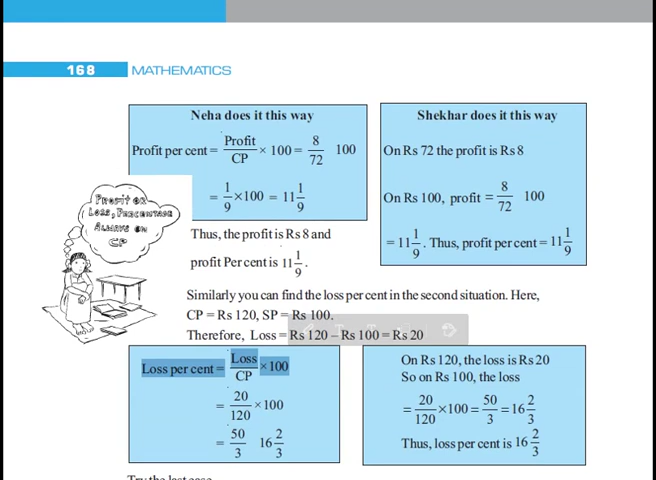 168 MATHEMATICS
Neha does it this way
Profit per cent = Profit/CP × 100 = 8/72 100
= 1/9 ×100 = 11 1/9
Shekhar does it this way
On Rs 72 the profit is Rs 8
On Rs 100, profit = 8/72 100
= 11 1/9 . Thus, profit per cent = 11 1/9
Profit or
Loss, Percentage
Always on
CP
Thus, the profit is Rs 8 and
profit Per cent is 11 1/9 .
Similarly you can find the loss per cent in the second situation. Here,
CP = Rs 120, SP = Rs 100.
Therefore, Loss = Rs 120 – Rs 100 = Rs 20
Loss per cent = Loss/CP ×100
= 20/120 ×100
= 50/3 16 2/3
On Rs 120, the loss is Rs 20
So on Rs 100, the loss
= 20/120 ×100 = 50/3 = 16 2/3
Thus, loss per cent is 16 2/3
Try the last case